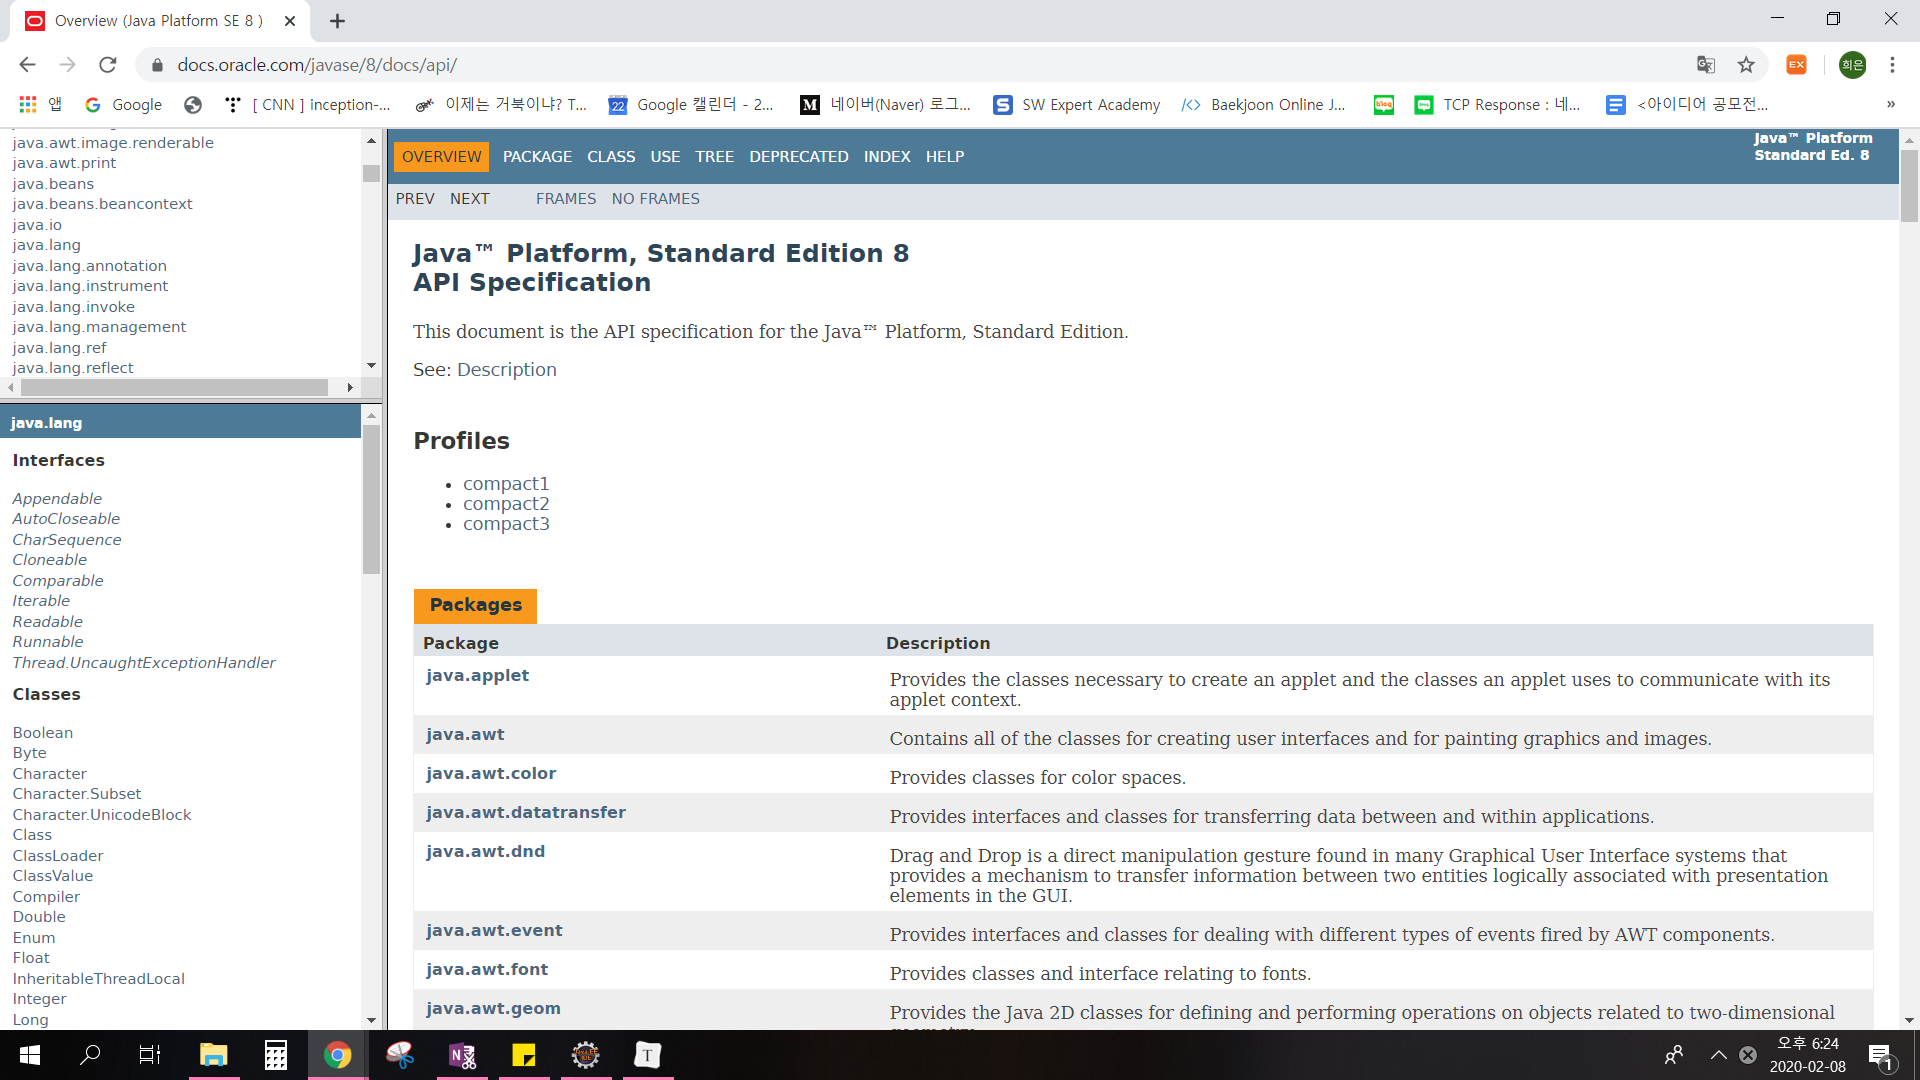 Overview (Java Platform SE 8 )
docs.oracle.com/javase/8/docs/api/
EX
희은
앱
Google
[ CNN ] inception-...
이제는 거북이냐? T...
22
Google 캘린더 - 2...
M
네이버(Naver) 로그...
S
SW Expert Academy
Baekjoon Online J...
blog
TCP Response : 네...
<아이디어 공모전...
»
java.awt.image.renderable
java.awt.print
java.beans
java.beans.beancontext
java.io
java.lang
java.lang.annotation
java.lang.instrument
java.lang.invoke
java.lang.management
java.lang.ref
java.lang.reflect
java.lang
Interfaces
Appendable
AutoCloseable
CharSequence
Cloneable
Comparable
Iterable
Readable
Runnable
Thread.UncaughtExceptionHandler
Classes
Boolean
Byte
Character
Character.Subset
Character.UnicodeBlock
Class
ClassLoader
ClassValue
Compiler
Double
Enum
Float
InheritableThreadLocal
Integer
Long
OVERVIEW PACKAGE CLASS USE TREE DEPRECATED INDEX HELP
Java™ Platform
Standard Ed. 8
PREV NEXT FRAMES NO FRAMES
Java™ Platform, Standard Edition 8
API Specification
This document is the API specification for the Java™ Platform, Standard Edition.
See: Description
Profiles
• compact1
• compact2
• compact3
Packages
Package Description
java.applet Provides the classes necessary to create an applet and the classes an applet uses to communicate with its
applet context.
java.awt Contains all of the classes for creating user interfaces and for painting graphics and images.
java.awt.color Provides classes for color spaces.
java.awt.datatransfer Provides interfaces and classes for transferring data between and within applications.
java.awt.dnd Drag and Drop is a direct manipulation gesture found in many Graphical User Interface systems that
provides a mechanism to transfer information between two entities logically associated with presentation
elements in the GUI.
java.awt.event Provides interfaces and classes for dealing with different types of events fired by AWT components.
java.awt.font Provides classes and interface relating to fonts.
java.awt.geom Provides the Java 2D classes for defining and performing operations on objects related to two-dimensional
N
T
오후 6:24
2020-02-08
1